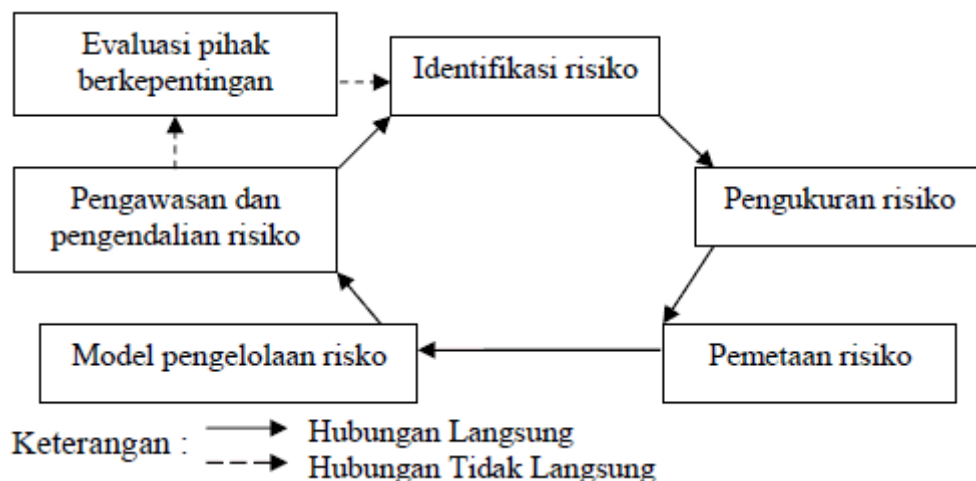 Evaluasi pihak
berkepentingan
Identifikasi risiko
Pengawasan dan
pengendalian risiko
Pengukuran risiko
Model pengelolaan risko
Pemetaan risiko
Keterangan :
Hubungan Langsung
Hubungan Tidak Langsung